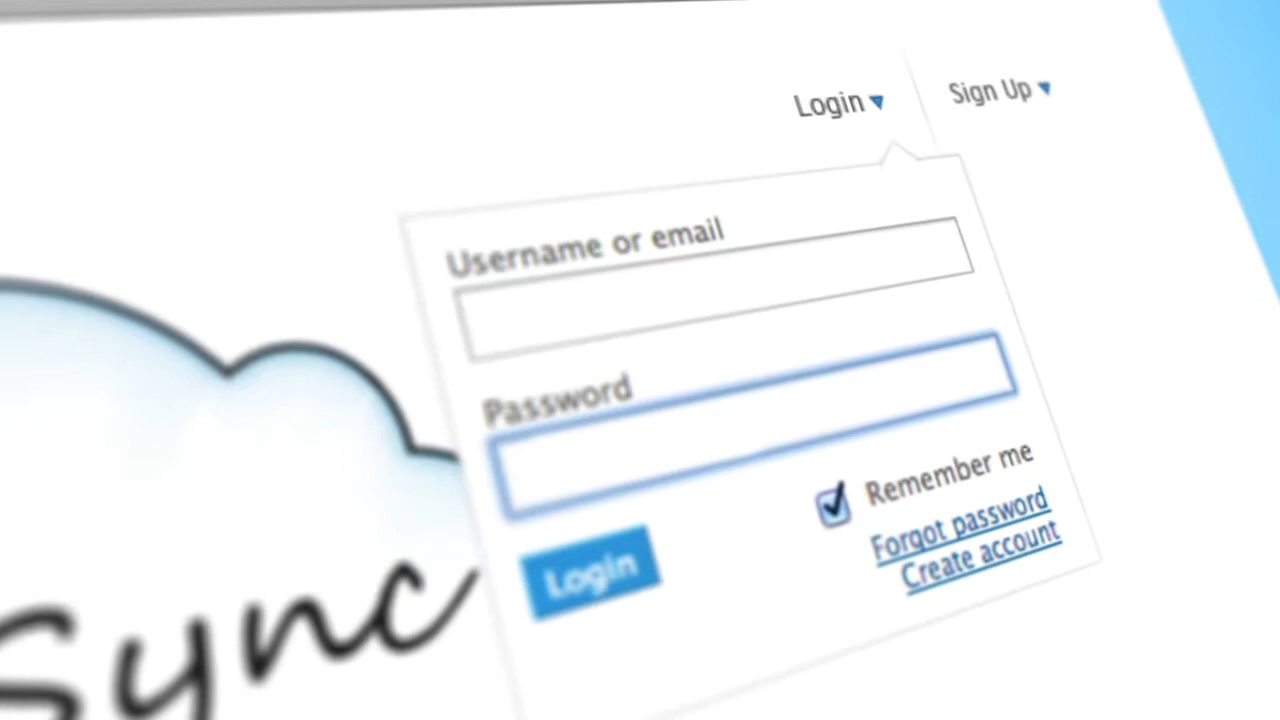 Login
Sign Up
Username or email
Password
Remember me
Forgot password
Create account
Login
Sync